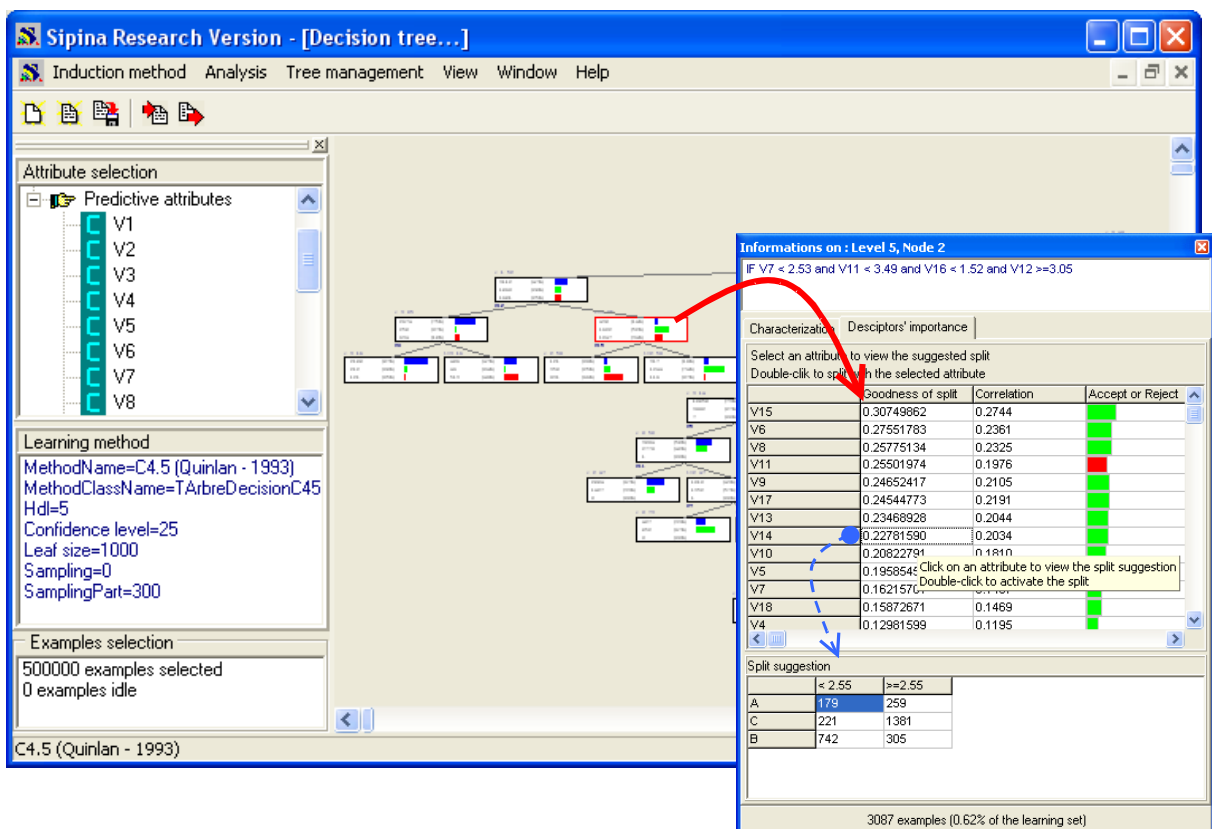 Sipina Research Version - [Decision tree...]
Induction method Analysis Tree management View Window Help
Attribute selection
Predictive attributes
V1
V2
V3
V4
V5
V6
V7
V8
Learning method
MethodName=C4.5 (Quinlan - 1993)
MethodClassName=TArbreDecisionC45
Hdl=5
Confidence level=25
Leaf size=1000
Sampling=0
SamplingPart=300
Examples selection
500000 examples selected
0 examples idle
C4.5 (Quinlan - 1993)
Informations on : Level 5, Node 2
IF V7 < 2.53 and V11 < 3.49 and V16 < 1.52 and V12 >=3.05
Characterization Desciptors' importance
Select an attribute to view the suggested split
Double-clik to split with the selected attribute
Goodness of split Correlation Accept or Reject
V15 0.30749862 0.2744
V6 0.27551783 0.2361
V8 0.25775134 0.2325
V11 0.25501974 0.1976
V9 0.24652417 0.2105
V17 0.24544773 0.2191
V13 0.23468928 0.2044
V14 0.22781590 0.2034
V10 0.20822791 0.1810
V5 0.195854
Click on an attribute to view the split suggestion
Double-click to activate the split
V7
V18 0.15872671 0.1469
V4 0.12981599 0.1195
Split suggestion
< 2.55 >=2.55
A 179 259
C 221 1381
B 742 305
3087 examples (0.62% of the learning set)